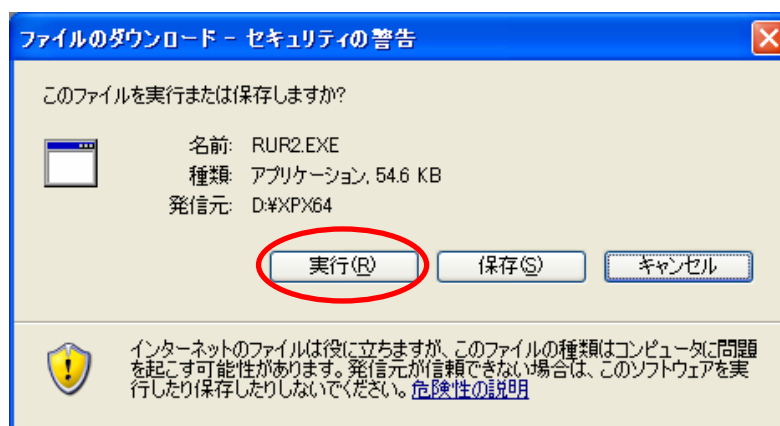 ファイルのダウンロード - セキュリティの警告
このファイルを実行または保存しますか?
名前: RUR2.EXE
種類: アプリケーション, 54.6 KB
発信元: D:¥XPX64
実行(R) 保存(S) キャンセル
インターネットのファイルは役に立ちますが、このファイルの種類はコンピュータに問題
を起こす可能性があります。発信元が信頼できない場合は、このソフトウェアを実
行したり保存したりしないでください。危険性の説明